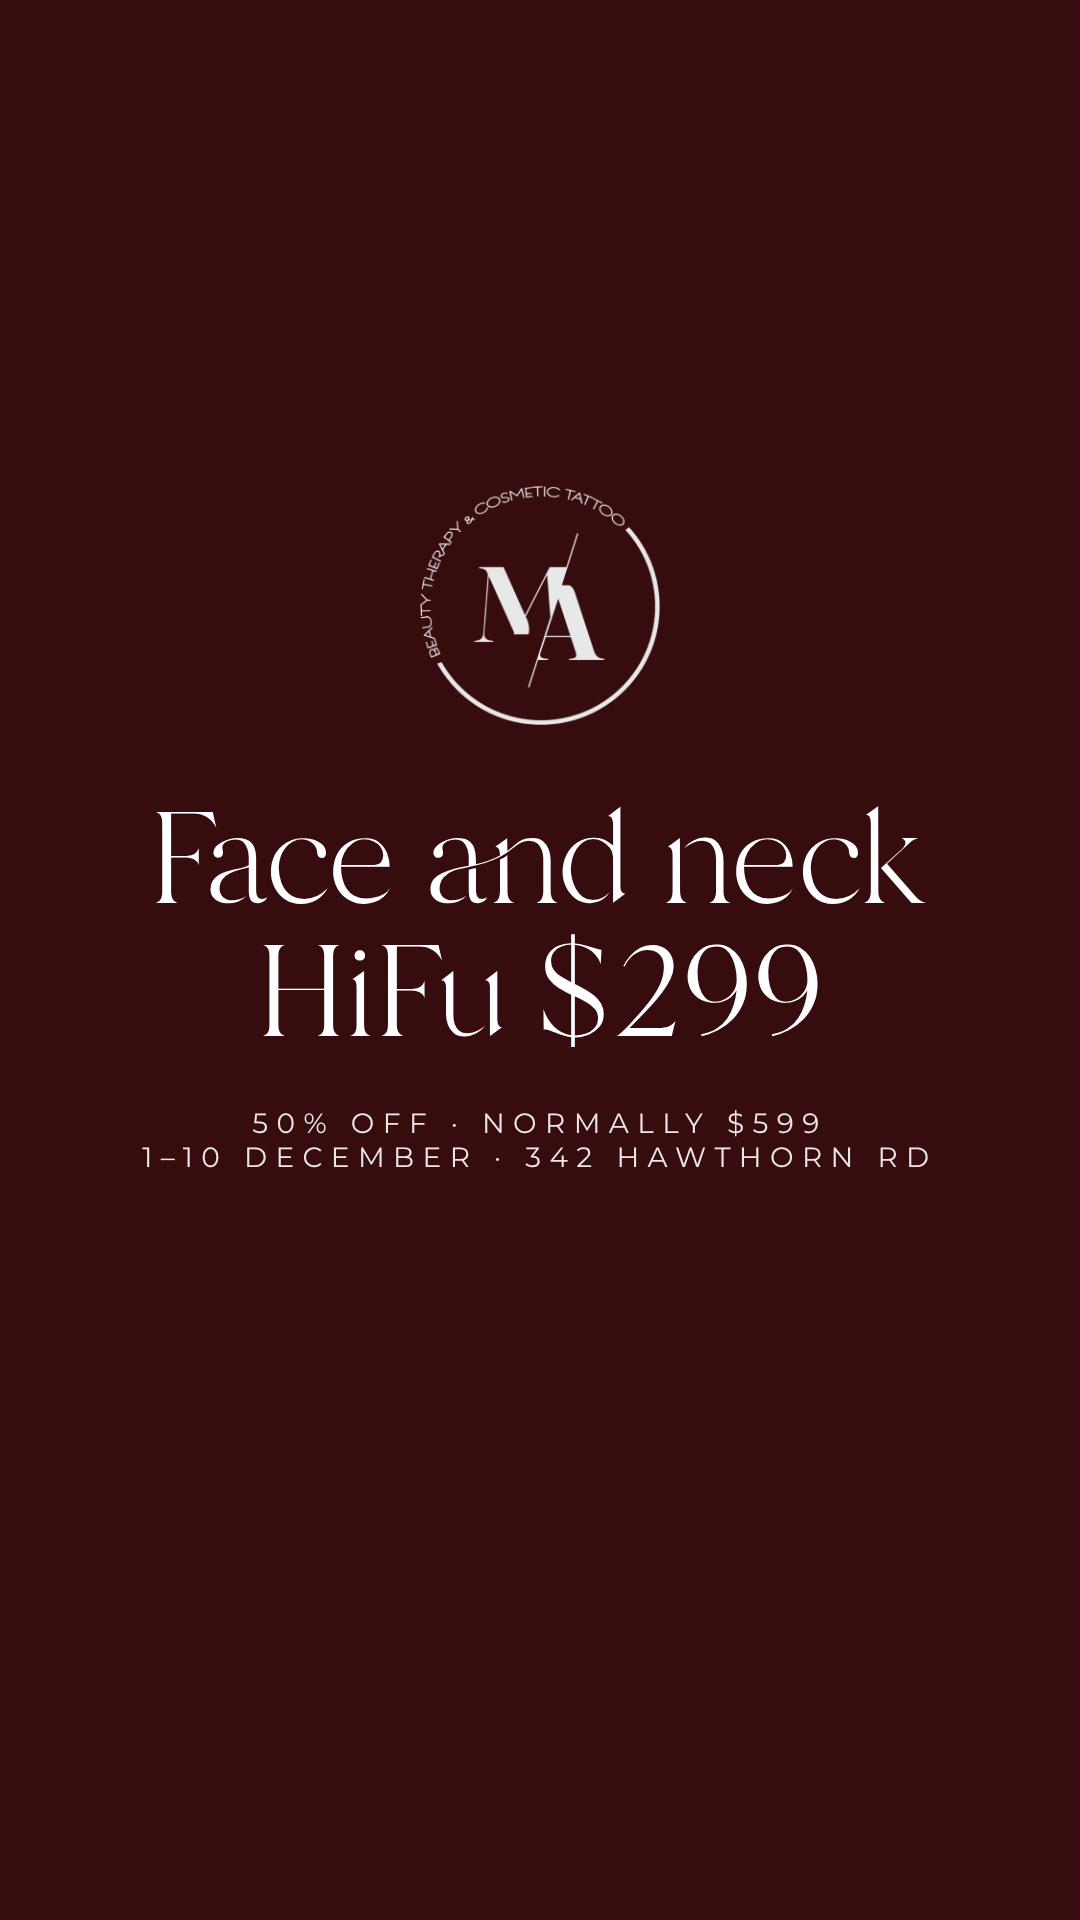 BEAUTY THERAPY & COSMETIC TATTOO
MA
Face and neck
HiFu $299
50% OFF · NORMALLY $599
1–10 DECEMBER · 342 HAWTHORN RD